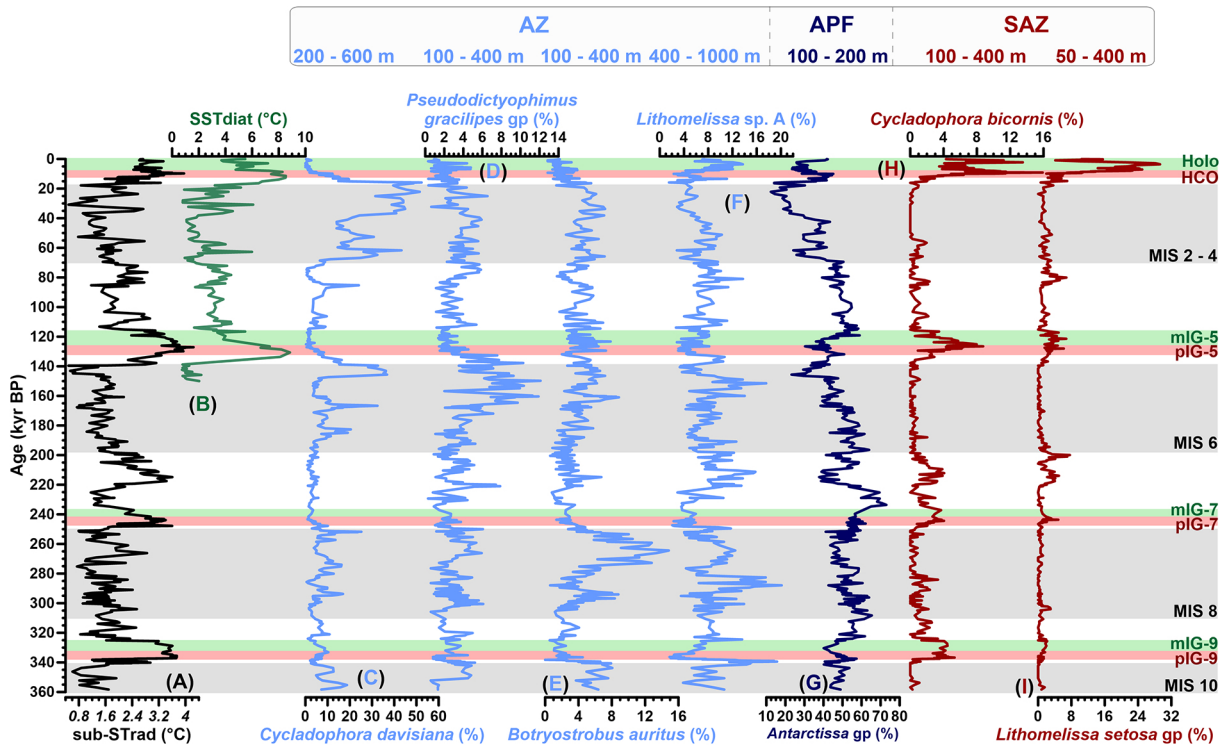 AZ APF SAZ
200 - 600 m 100 - 400 m 100 - 400 m 400 - 1000 m 100 - 200 m 100 - 400 m 50 - 400 m
SSTdiat (°C) Pseudodictyophimus
gracilipes gp (%) Lithomelissa sp. A (%) Cycladophora bicornis (%)
0 2 4 6 8 10 0 2 4 6 8 10 12 14 0 4 8 12 16 20 0 4 8 12 16
Age (kyr BP)
0
20
40
60
80
100
120
140
160
180
200
220
240
260
280
300
320
340
360
(A)
(B)
(C)
(D)
(E)
(F)
(G)
(H)
(I)
Holo
HCO
MIS 2 - 4
mIG-5
pIG-5
MIS 6
mIG-7
pIG-7
MIS 8
mIG-9
pIG-9
MIS 10
0.8 1.6 2.4 3.2 4 0 10 20 30 40 50 60 0 4 8 12 16 10 20 30 40 50 60 70 80 0 8 16 24 32
sub-STrad (°C) Cycladophora davisiana (%) Botryostrobus auritus (%) Antarctissa gp (%) Lithomelissa setosa gp (%)